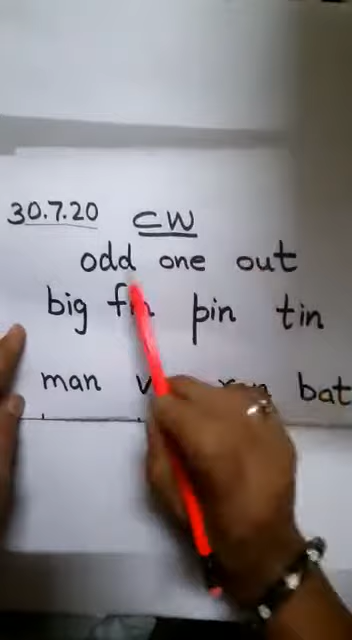 30.7.20 CW
odd one out
big pin tin
man bat